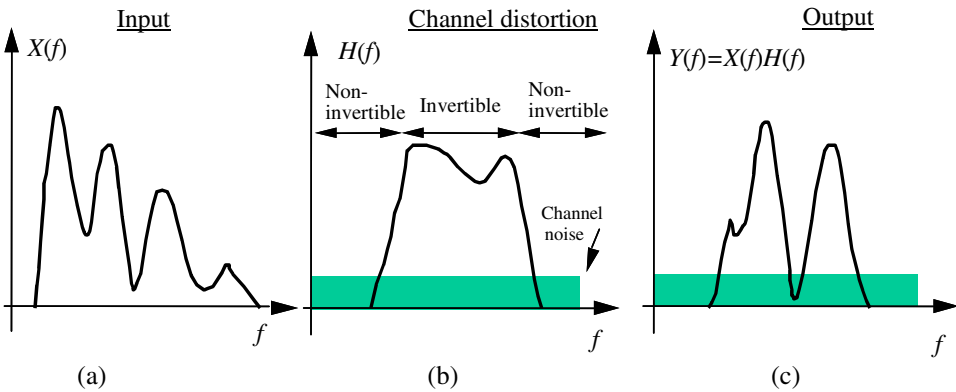 Input
Channel distortion
Output
X(f)
H(f)
Y(f)=X(f)H(f)
Non-
invertible
Invertible
Non-
invertible
Channel
noise
f
f
f
(a)
(b)
(c)